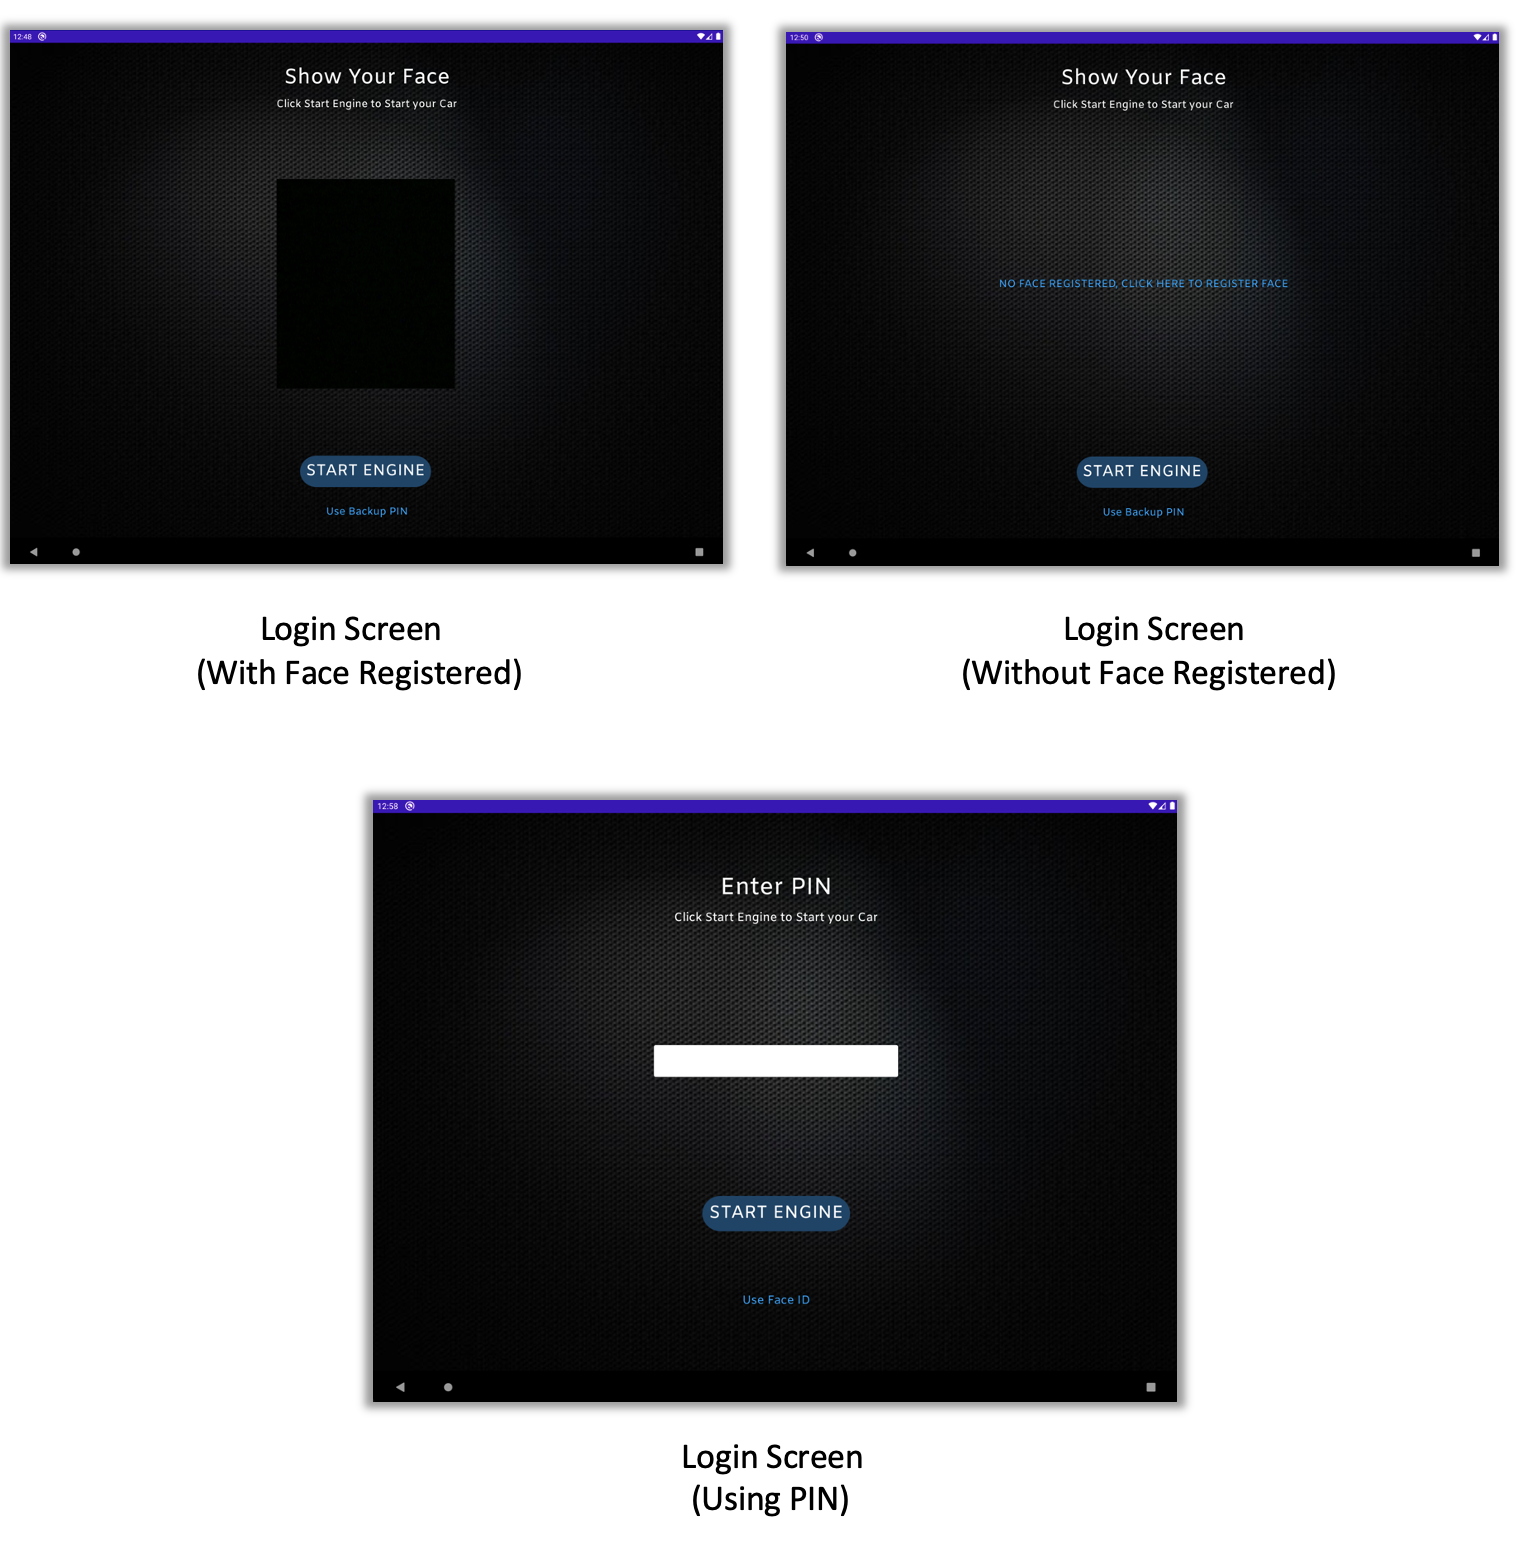 12:48
Show Your Face
Click Start Engine to Start your Car
START ENGINE
Use Backup PIN
Login Screen
(With Face Registered)
12:50
Show Your Face
Click Start Engine to Start your Car
NO FACE REGISTERED, CLICK HERE TO REGISTER FACE
START ENGINE
Use Backup PIN
Login Screen
(Without Face Registered)
12:58
Enter PIN
Click Start Engine to Start your Car
START ENGINE
Use Face ID
Login Screen
(Using PIN)